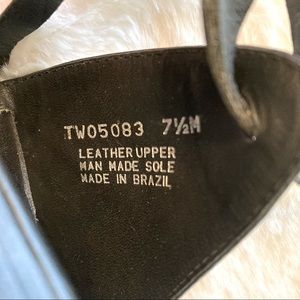 TW05083 7½M
LEATHER UPPER
MAN MADE SOLE
MADE IN BRAZIL